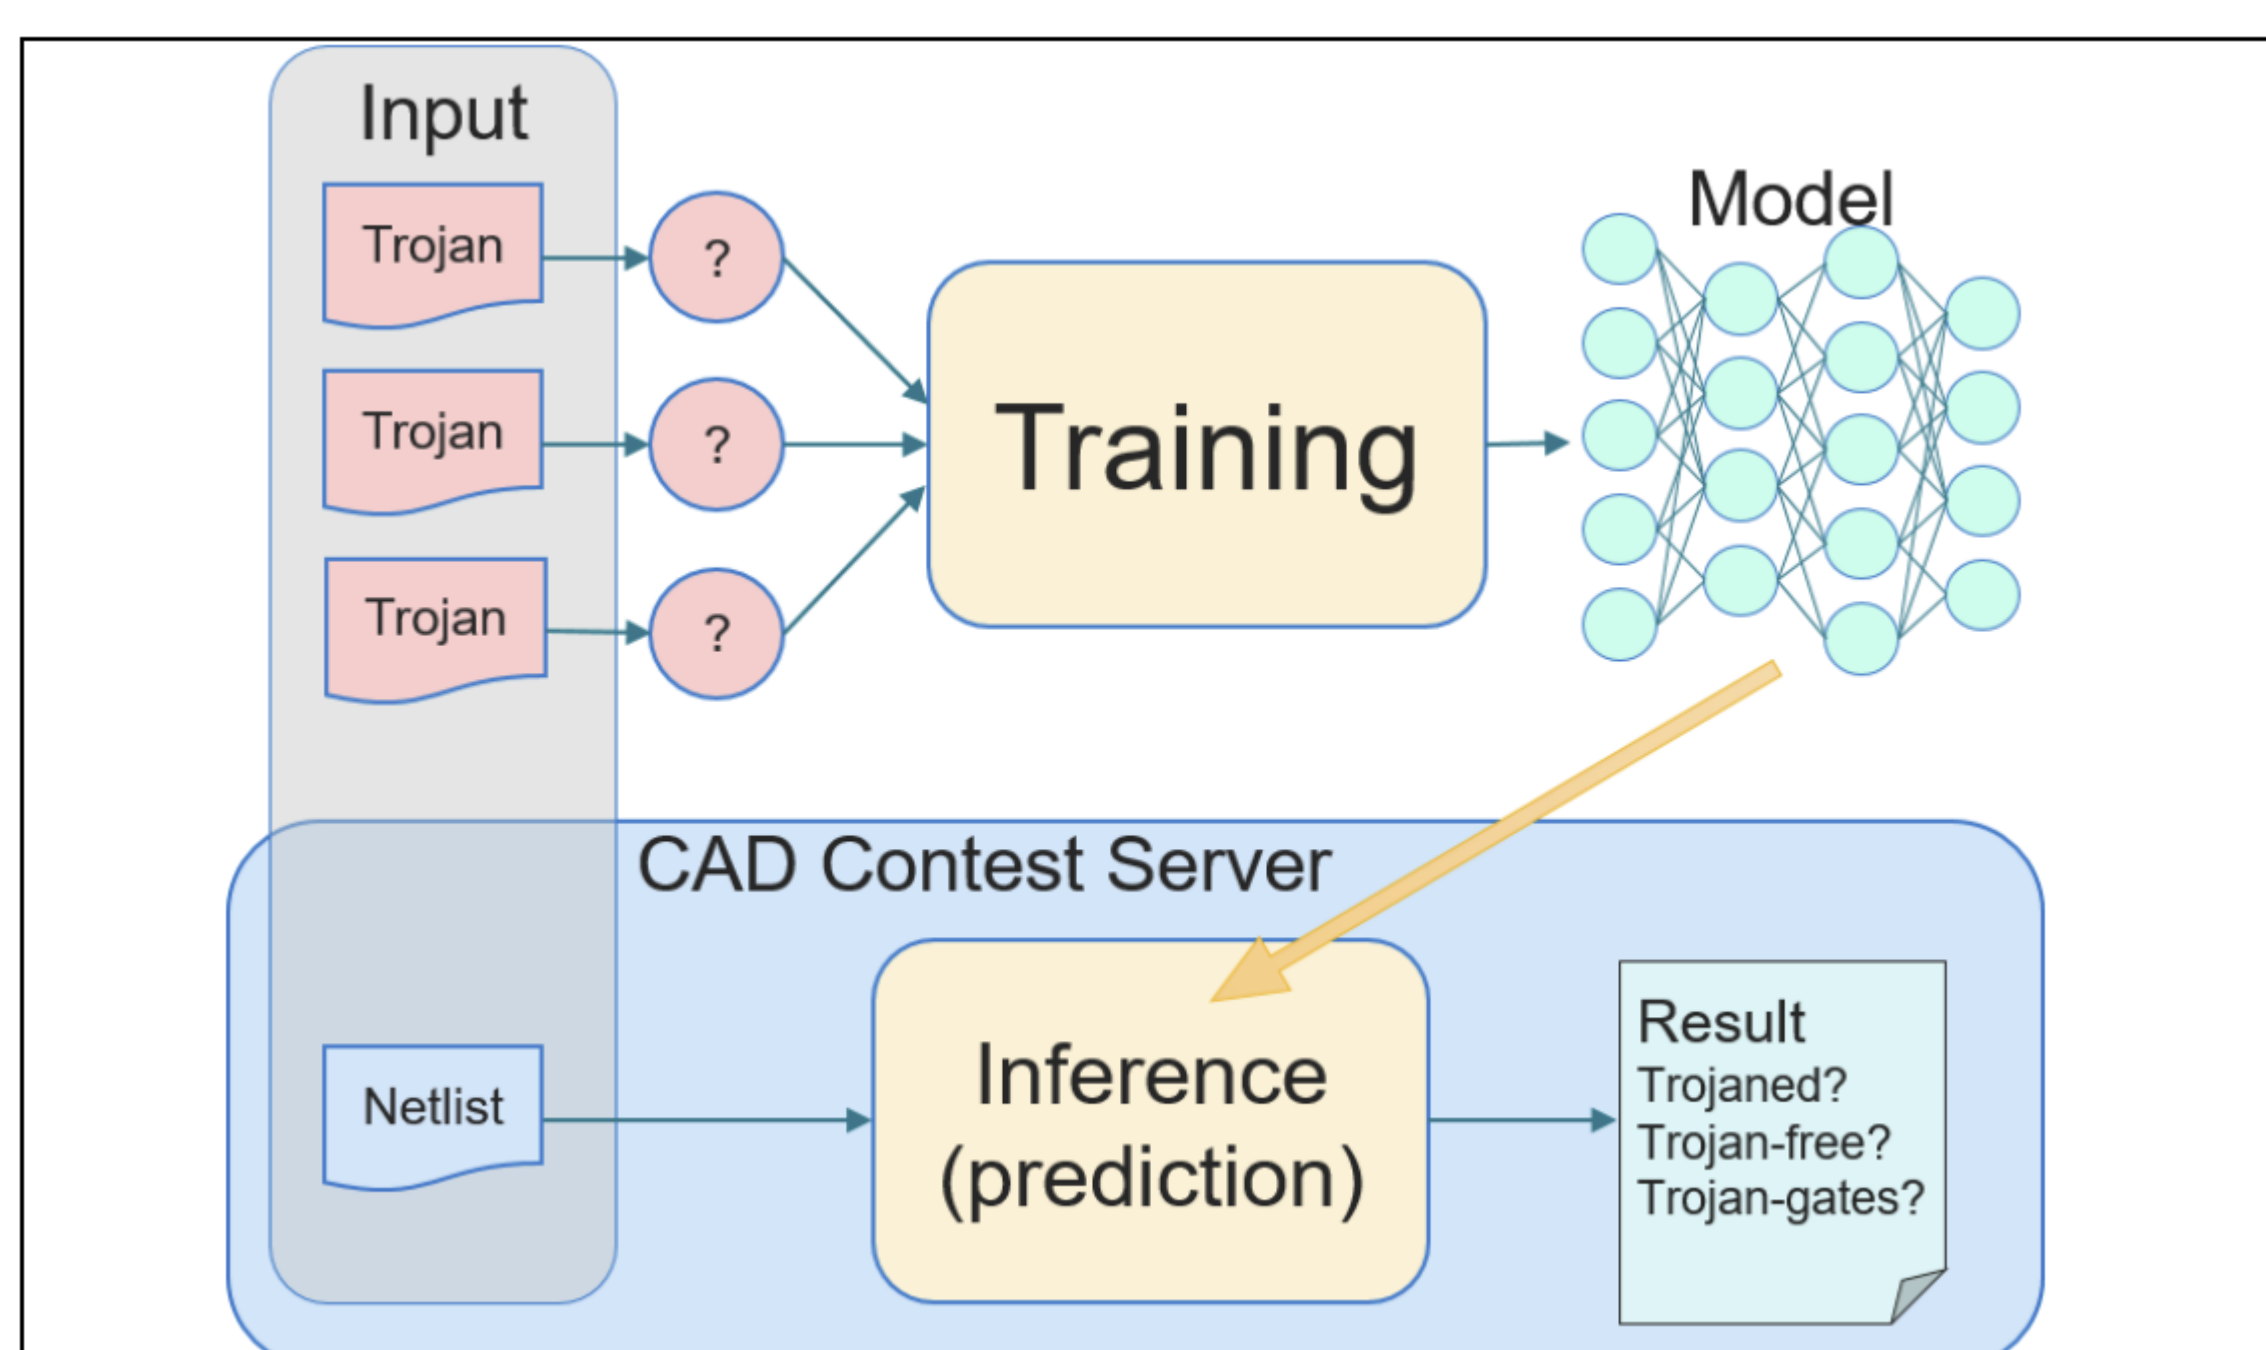 Input
Trojan
?
Trojan
?
Trojan
?
Training
Model
CAD Contest Server
Netlist
Inference
(prediction)
Result
Trojaned?
Trojan-free?
Trojan-gates?